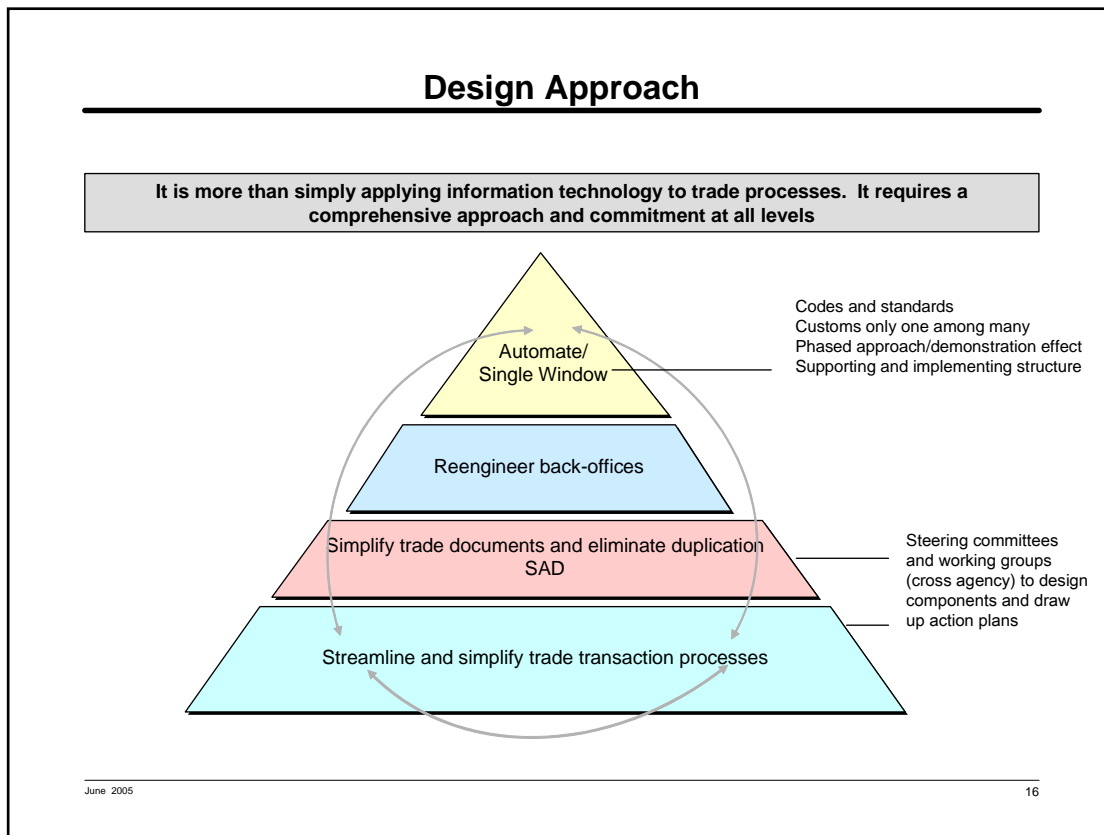 Design Approach
It is more than simply applying information technology to trade processes.  It requires a
comprehensive approach and commitment at all levels
Automate/
Single Window
Codes and standards
Customs only one among many
Phased approach/demonstration effect
Supporting and implementing structure
Reengineer back-offices
Simplify trade documents and eliminate duplication
SAD
Steering committees
and working groups
(cross agency) to design
components and draw
up action plans
Streamline and simplify trade transaction processes
June  2005
16